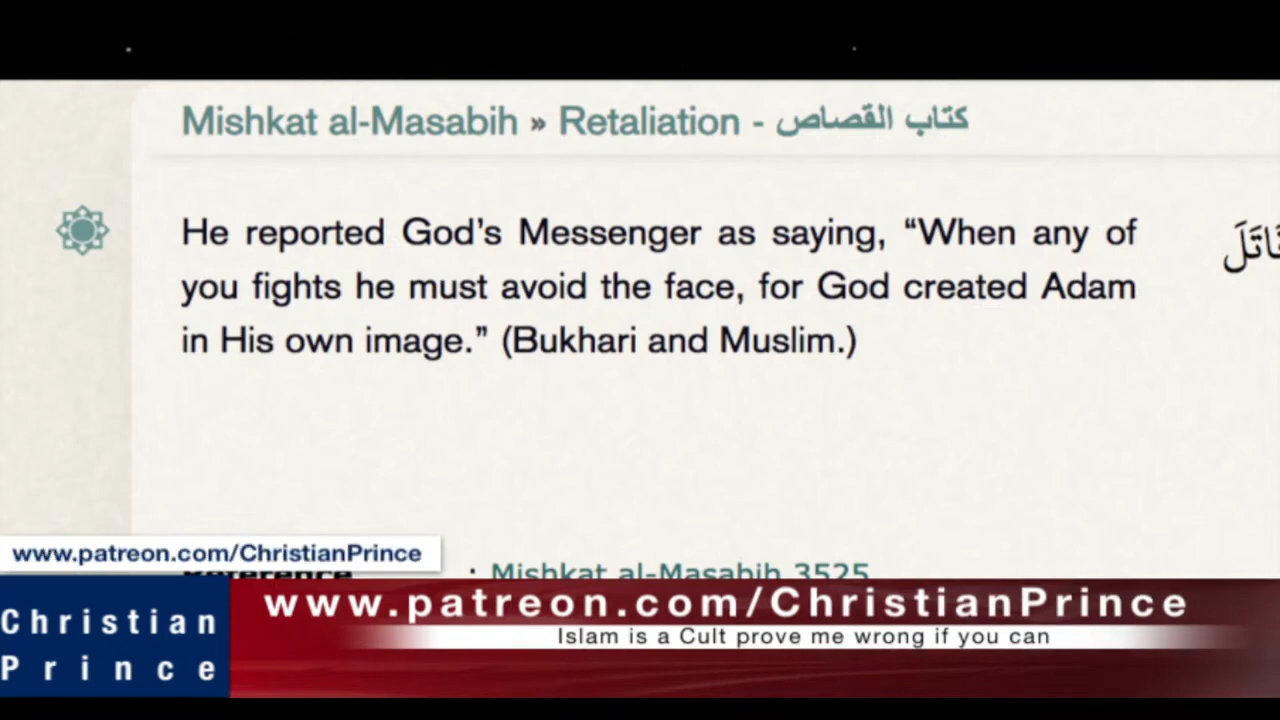 Mishkat al-Masabih » Retaliation - كتاب القصاص
He reported God's Messenger as saying, “When any of
you fights he must avoid the face, for God created Adam
in His own image.” (Bukhari and Muslim.)
www.patreon.com/ChristianPrince
Reference : Mishkat al-Masabih 3525
www.patreon.com/ChristianPrince
Islam is a Cult prove me wrong if you can
Christian
Prince